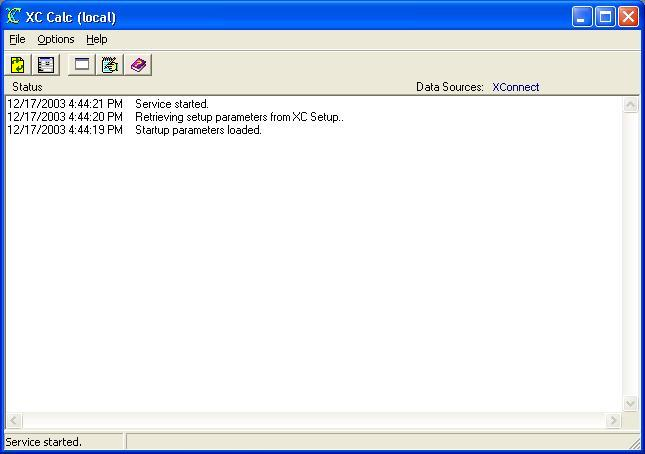 XC Calc (local)
File Options Help
Status Data Sources: XConnect
12/17/2003 4:44:21 PM Service started.
12/17/2003 4:44:20 PM Retrieving setup parameters from XC Setup..
12/17/2003 4:44:19 PM Startup parameters loaded.
Service started.